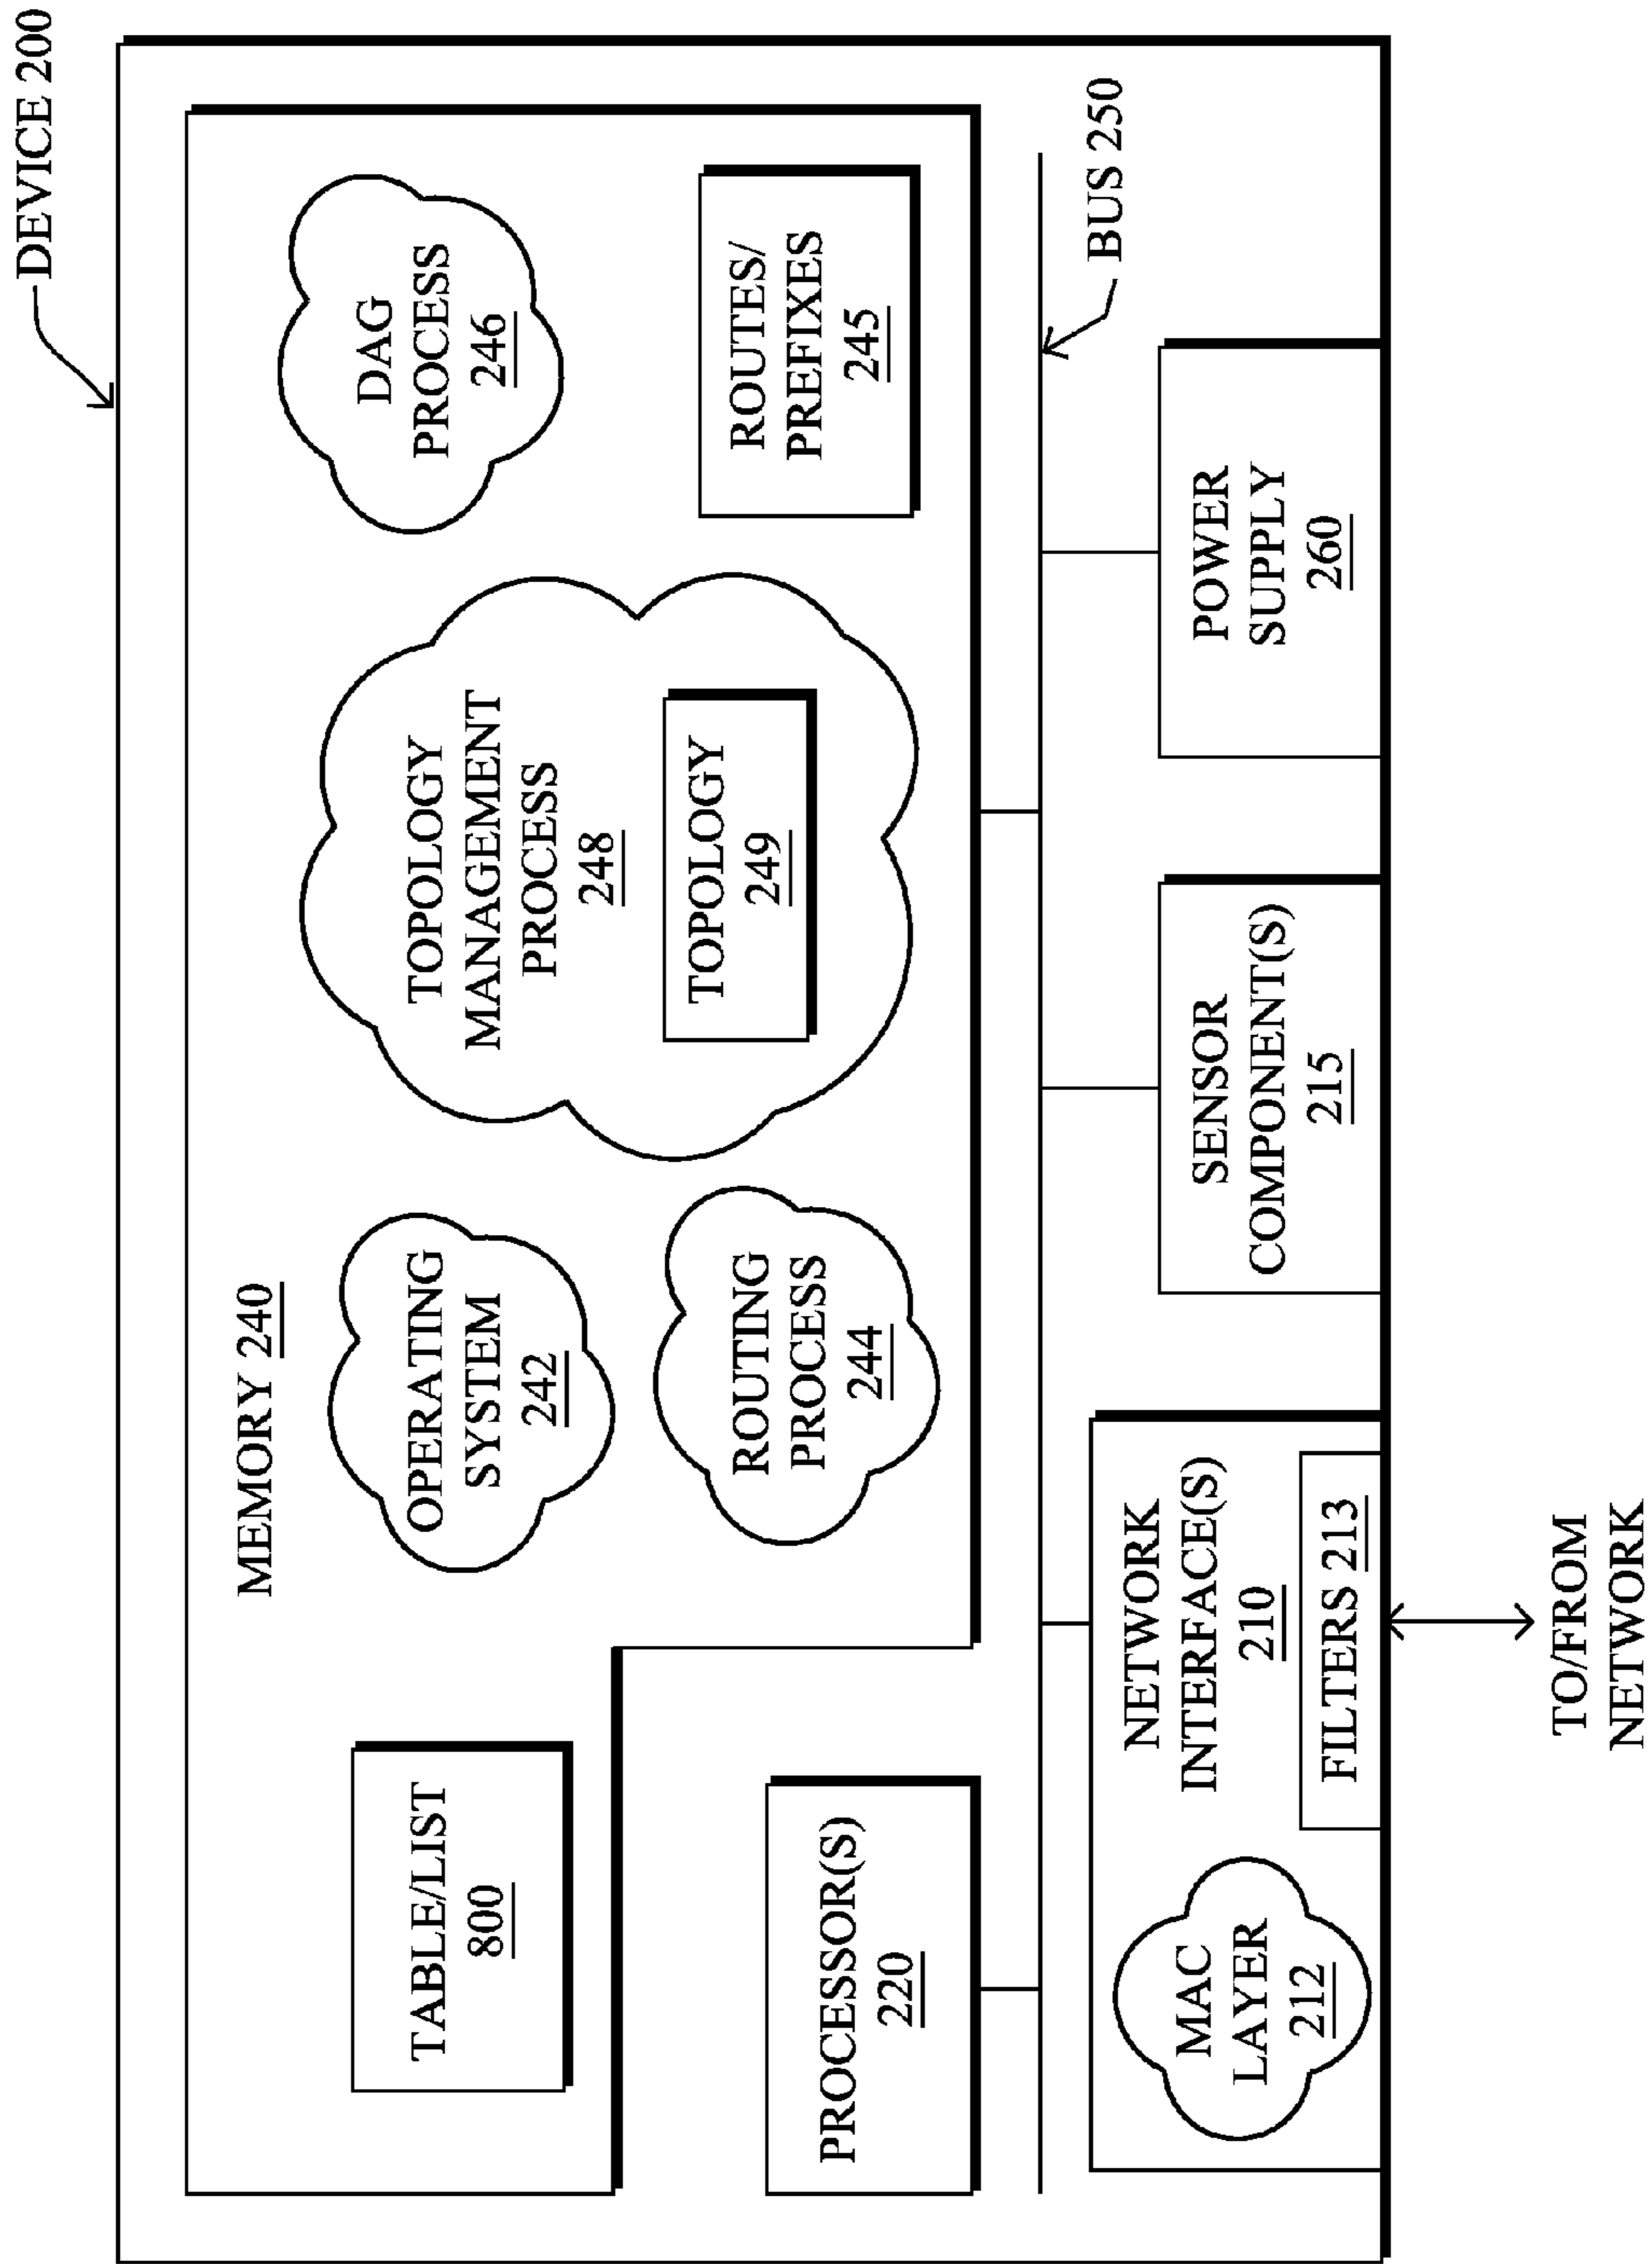 DEVICE 200
MEMORY 240
TABLE/LIST
800
OPERATING
SYSTEM
242
ROUTING
PROCESS
244
TOPOLOGY
MANAGEMENT
PROCESS
248
TOPOLOGY
249
DAG
PROCESS
246
ROUTES/
PREFIXES
245
PROCESSOR(S)
220
BUS 250
MAC
LAYER
212
NETWORK
INTERFACE(S)
210
FILTERS 213
SENSOR
COMPONENT(S)
215
POWER
SUPPLY
260
TO/FROM
NETWORK